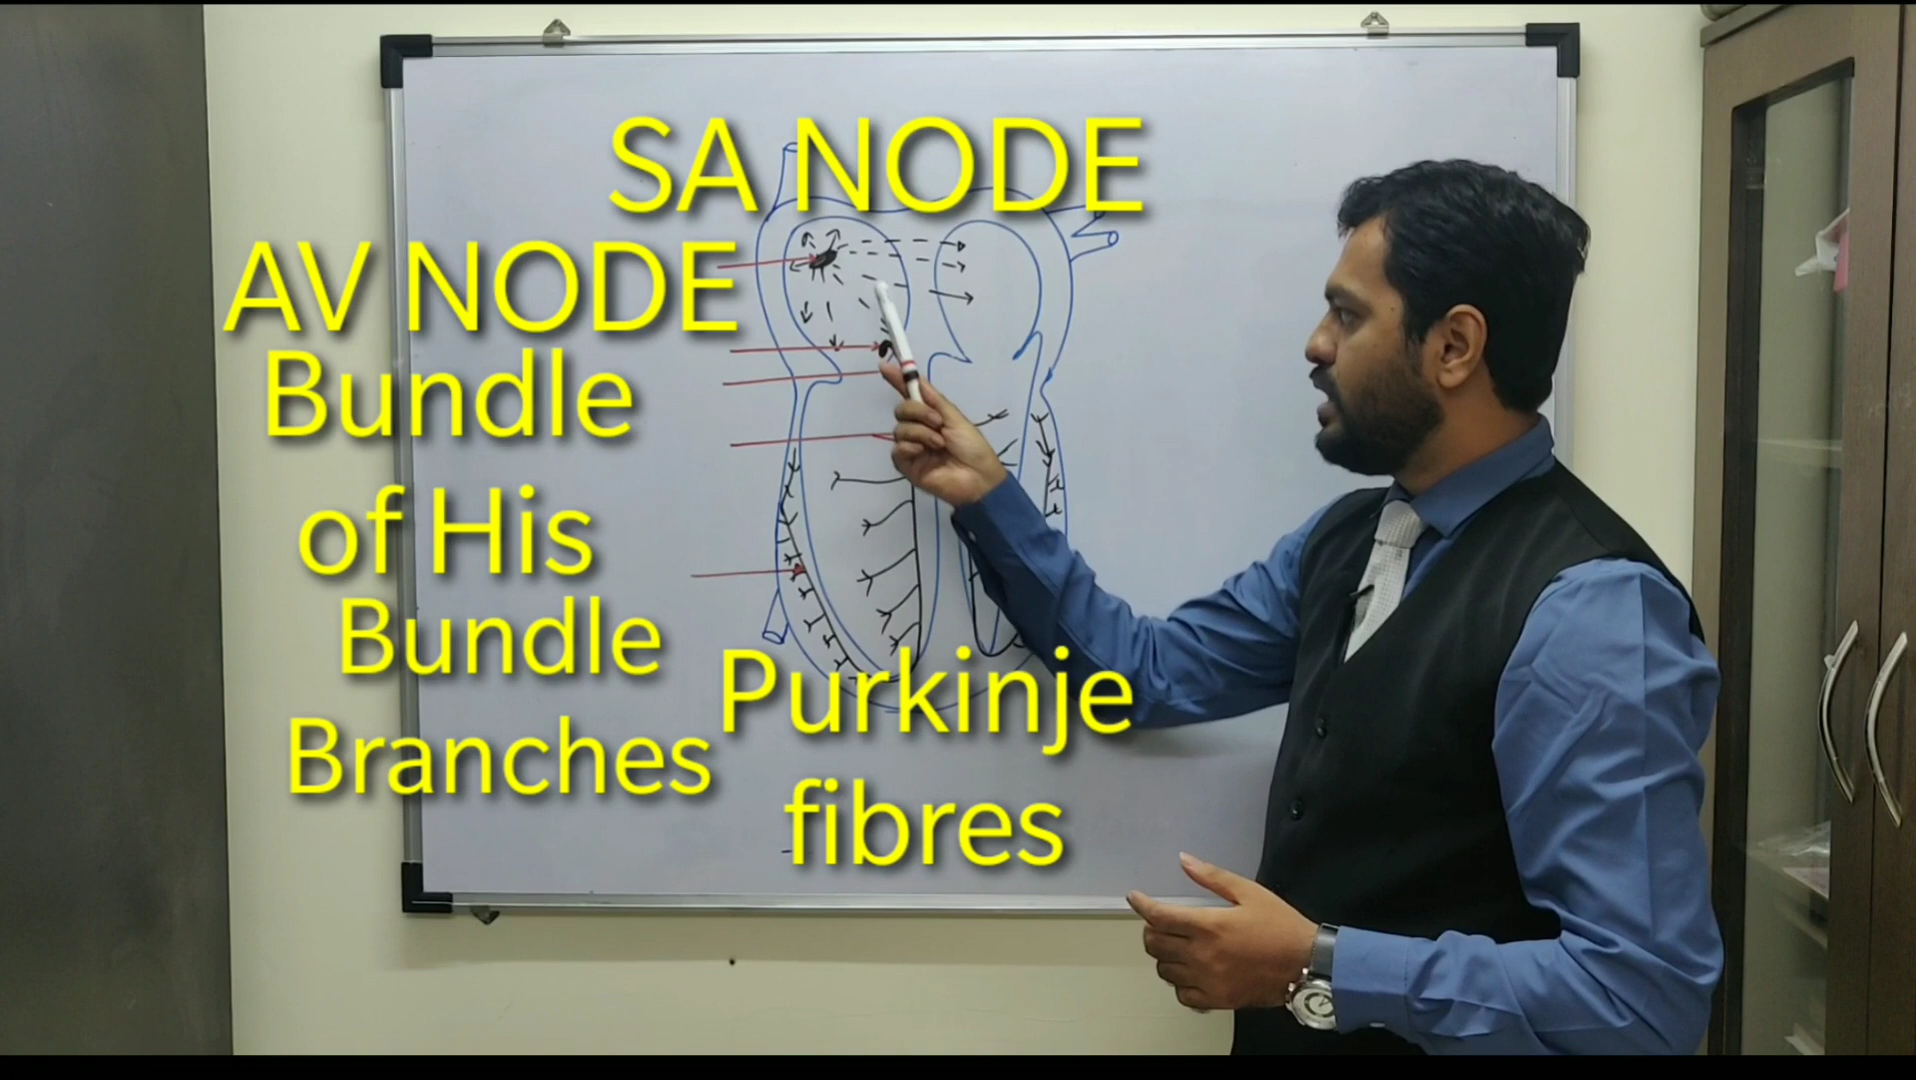 SA NODE
AV NODE
Bundle
of His
Bundle
Branches
Purkinje
fibres